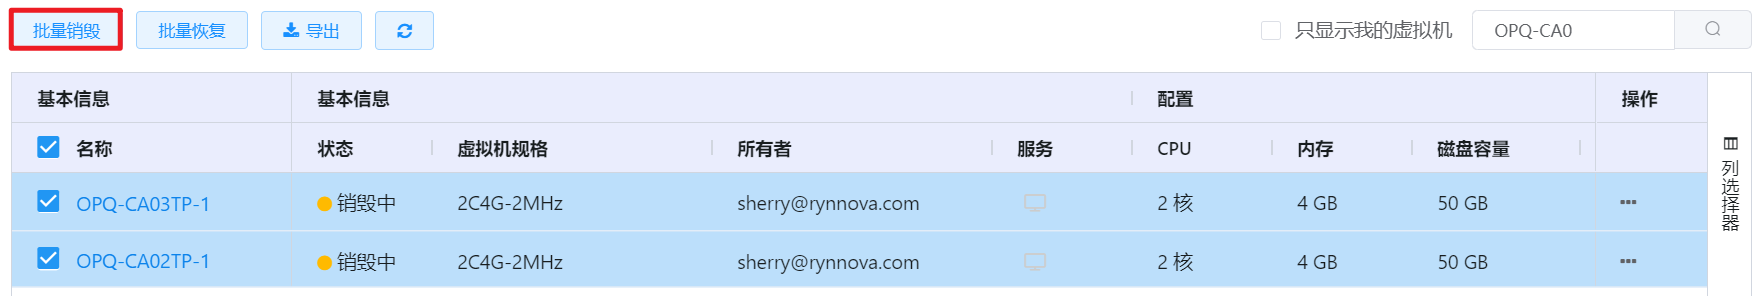 批量销毁 批量恢复 导出 只显示我的虚拟机 OPQ-CA0
基本信息 基本信息 配置 操作
名称 状态 虚拟机规格 所有者 服务 CPU 内存 磁盘容量
OPQ-CA03TP-1 销毁中 2C4G-2MHz sherry@rynnova.com 2 核 4 GB 50 GB ···
OPQ-CA02TP-1 销毁中 2C4G-2MHz sherry@rynnova.com 2 核 4 GB 50 GB ···
列选择器